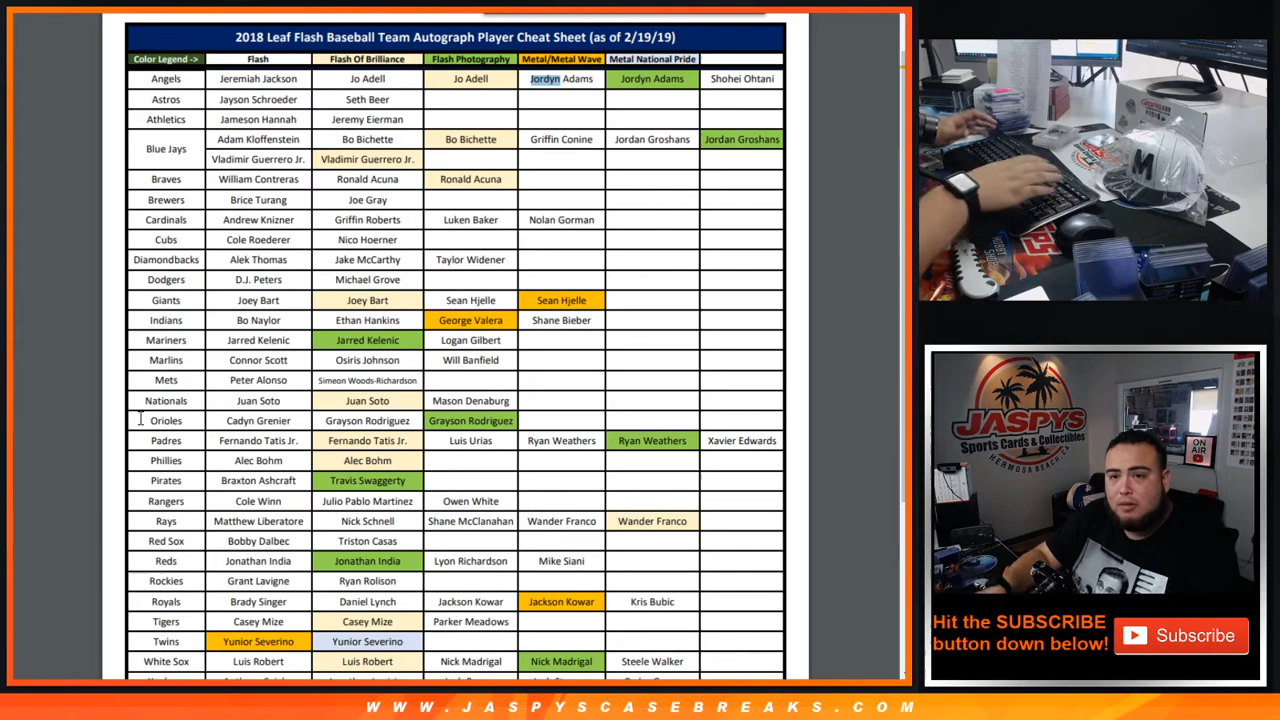 2018 Leaf Flash Baseball Team Autograph Player Cheat Sheet (as of 2/19/19)
Color Legend -> Flash Flash Of Brilliance Flash Photography Metal/Metal Wave Metal National Pride
Angels Jeremiah Jackson Jo Adell Jo Adell Jordyn Adams Jordyn Adams Shohei Ohtani
Astros Jayson Schroeder Seth Beer
Athletics Jameson Hannah Jeremy Eierman
Blue Jays Adam Kloffenstein Bo Bichette Bo Bichette Griffin Conine Jordan Groshans Jordan Groshans
Vladimir Guerrero Jr. Vladimir Guerrero Jr.
Braves William Contreras Ronald Acuna Ronald Acuna
Brewers Brice Turang Joe Gray
Cardinals Andrew Knizner Griffin Roberts Luken Baker Nolan Gorman
Cubs Cole Roederer Nico Hoerner
Diamondbacks Alek Thomas Jake McCarthy Taylor Widener
Dodgers D.J. Peters Michael Grove
Giants Joey Bart Joey Bart Sean Hjelle Sean Hjelle
Indians Bo Naylor Ethan Hankins George Valera Shane Bieber
Mariners Jarred Kelenic Jarred Kelenic Logan Gilbert
Marlins Connor Scott Osiris Johnson Will Banfield
Mets Peter Alonso Simeon Woods-Richardson
Nationals Juan Soto Juan Soto Mason Denaburg
Orioles Cadyn Grenier Grayson Rodriguez Grayson Rodriguez
Padres Fernando Tatis Jr. Fernando Tatis Jr. Luis Urias Ryan Weathers Ryan Weathers Xavier Edwards
Phillies Alec Bohm Alec Bohm
Pirates Braxton Ashcraft Travis Swaggerty
Rangers Cole Winn Julio Pablo Martinez Owen White
Rays Matthew Liberatore Nick Schnell Shane McClanahan Wander Franco Wander Franco
Red Sox Bobby Dalbec Triston Casas
Reds Jonathan India Jonathan India Lyon Richardson Mike Siani
Rockies Grant Lavigne Ryan Rolison
Royals Brady Singer Daniel Lynch Jackson Kowar Jackson Kowar Kris Bubic
Tigers Casey Mize Casey Mize Parker Meadows
Twins Yunior Severino Yunior Severino
White Sox Luis Robert Luis Robert Nick Madrigal Nick Madrigal Steele Walker
M
JASPYS
Sports Cards & Collectibles
HERMOSA BEACH, CA
ON AIR
Hit the SUBSCRIBE
button down below!
Subscribe
WWW.JASPYSCASEBREAKS.COM